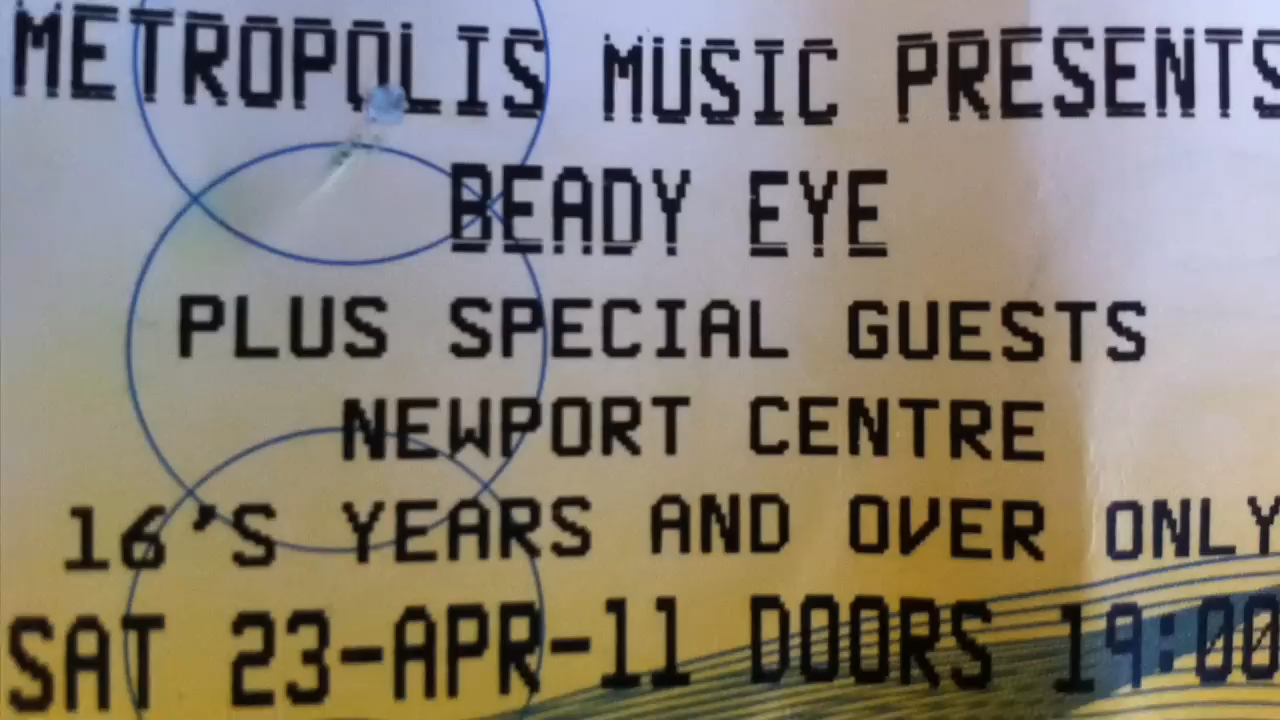 METROPOLIS MUSIC PRESENTS
BEADY EYE
PLUS SPECIAL GUESTS
NEWPORT CENTRE
16'S YEARS AND OVER ONLY
SAT 23-APR-11 DOORS 19:00